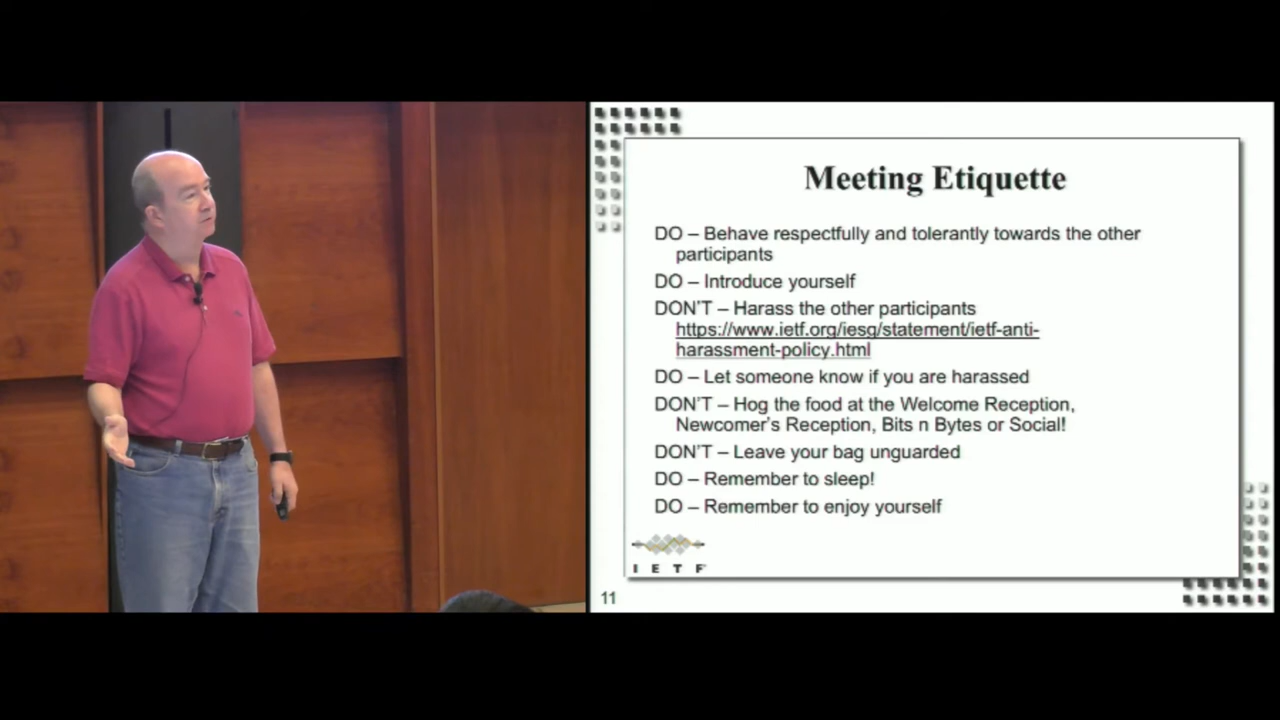 Meeting Etiquette
DO – Behave respectfully and tolerantly towards the other
participants
DO – Introduce yourself
DON'T – Harass the other participants
https://www.ietf.org/iesg/statement/ietf-anti-
harassment-policy.html
DO – Let someone know if you are harassed
DON'T – Hog the food at the Welcome Reception,
Newcomer's Reception, Bits n Bytes or Social!
DON'T – Leave your bag unguarded
DO – Remember to sleep!
DO – Remember to enjoy yourself
I E T F
11